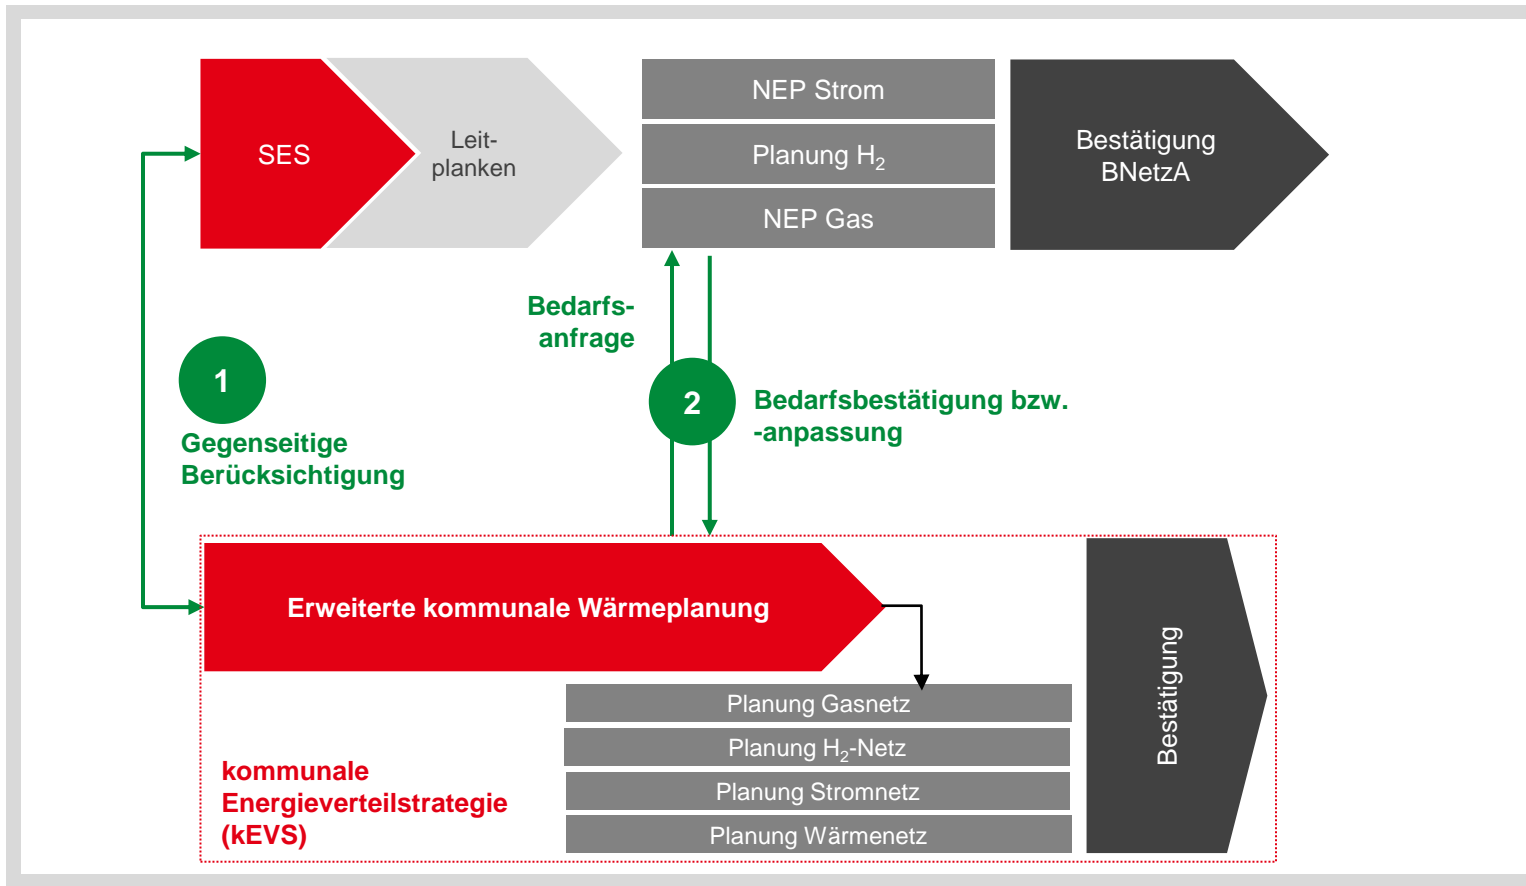 SES
Leit-
planken
NEP Strom
Planung H₂
NEP Gas
Bestätigung
BNetzA
Bedarfs-
anfrage
1
Gegenseitige
Berücksichtigung
2
Bedarfsbestätigung bzw.
-anpassung
Erweiterte kommunale Wärmeplanung
Planung Gasnetz
Planung H₂-Netz
Planung Stromnetz
Planung Wärmenetz
kommunale
Energieverteilstrategie
(kEVS)
Bestätigung